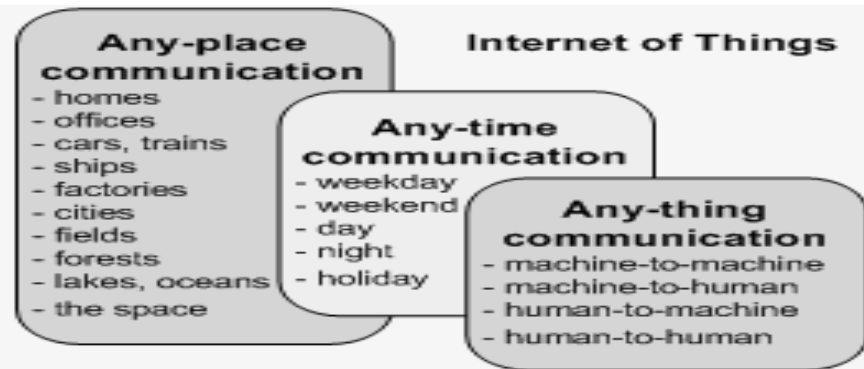 Internet of Things
Any-place
communication
- homes
- offices
- cars, trains
- ships
- factories
- cities
- fields
- forests
- lakes, oceans
- the space
Any-time
communication
- weekday
- weekend
- day
- night
- holiday
Any-thing
communication
- machine-to-machine
- machine-to-human
- human-to-machine
- human-to-human